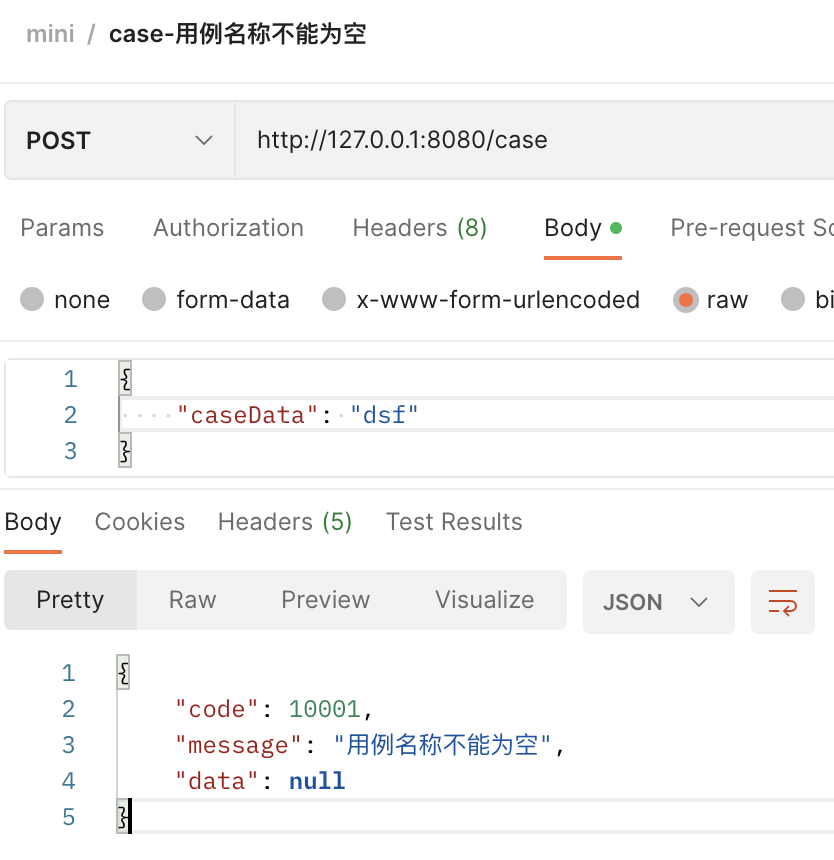 mini / case-用例名称不能为空
POST http://127.0.0.1:8080/case
Params Authorization Headers (8) Body Pre-request Sc
none form-data x-www-form-urlencoded raw bi
1 {
2 "caseData": "dsf"
3 }
Body Cookies Headers (5) Test Results
Pretty Raw Preview Visualize JSON
1 {
2 "code": 10001,
3 "message": "用例名称不能为空",
4 "data": null
5 }